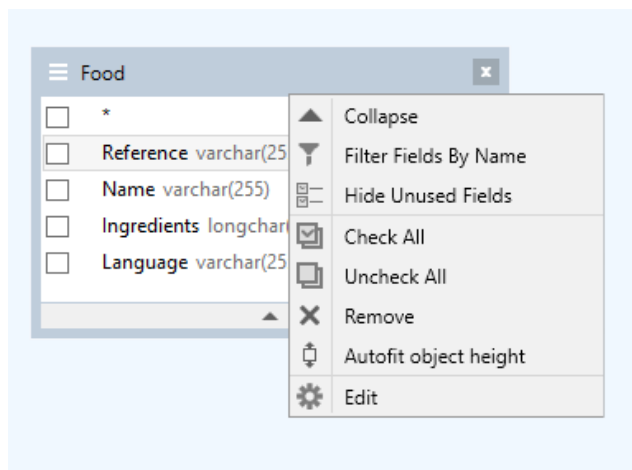 Food
*
Reference varchar(25
Name varchar(255)
Ingredients longchar(
Language varchar(25
Collapse
Filter Fields By Name
Hide Unused Fields
Check All
Uncheck All
Remove
Autofit object height
Edit